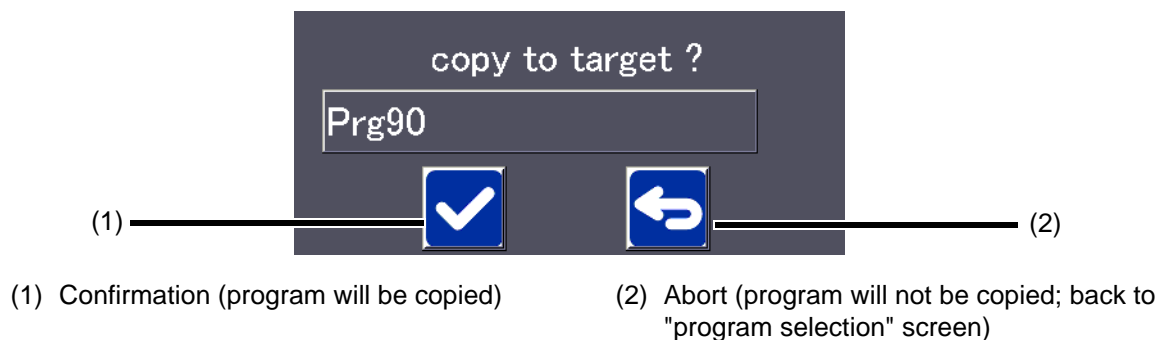 copy to target ?
Prg90
(1)
(2)
(1) Confirmation (program will be copied)
(2) Abort (program will not be copied; back to
"program selection" screen)